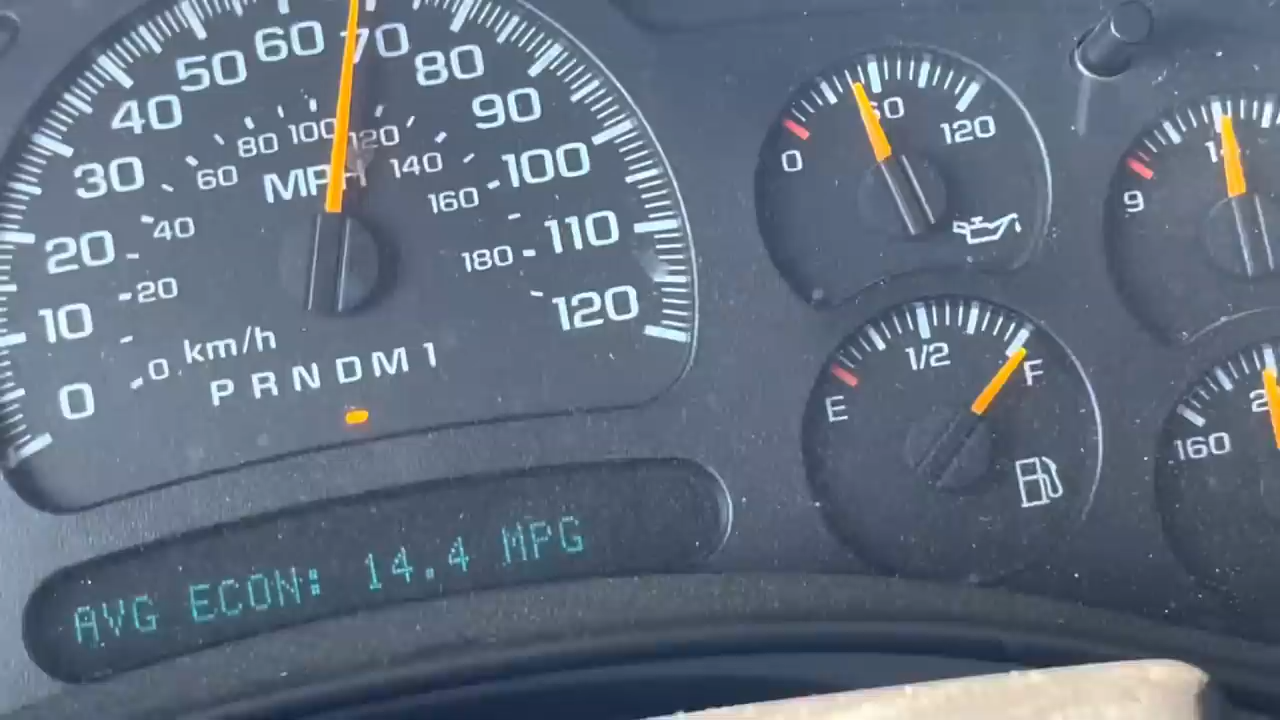 0 10 20 30 40 50 60 70 80 90 100 110 120
MPH
0 20 40 60 80 100 120 140 160 180
km/h
P R N D M 1
AVG ECON: 14.4 MPG
0 60 120
E 1/2 F
9
160